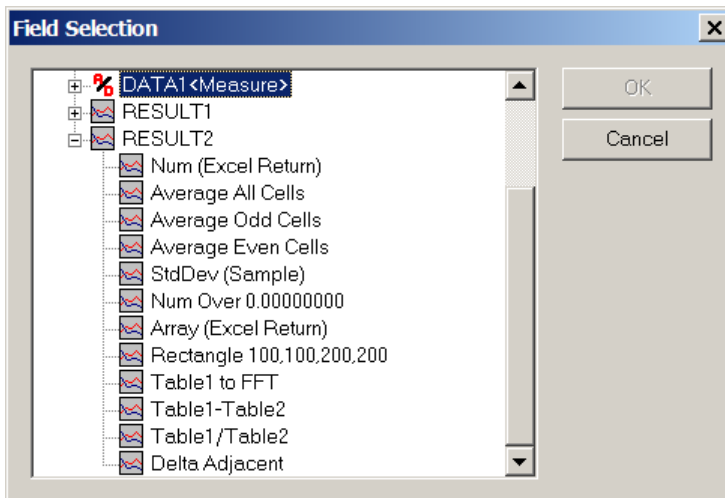 Field Selection
DATA1<Measure>
OK
RESULT1
RESULT2
Cancel
Num (Excel Return)
Average All Cells
Average Odd Cells
Average Even Cells
StdDev (Sample)
Num Over 0.00000000
Array (Excel Return)
Rectangle 100,100,200,200
Table1 to FFT
Table1-Table2
Table1/Table2
Delta Adjacent